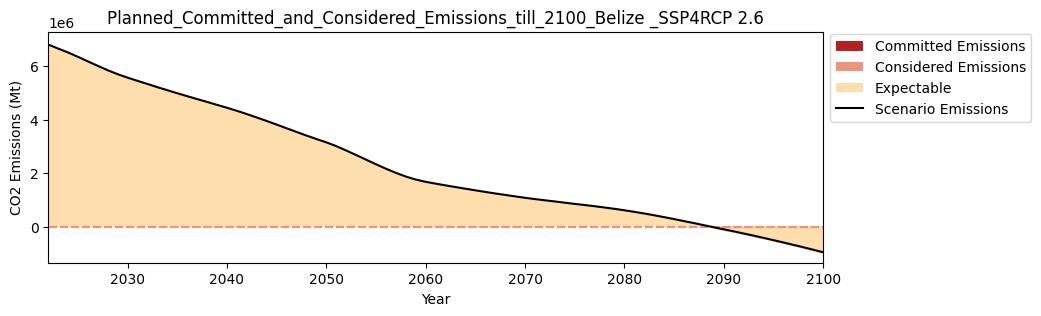 Planned_Committed_and_Considered_Emissions_till_2100_Belize _SSP4RCP 2.6
1e6
CO2 Emissions (Mt)
6
4
2
0
2030 2040 2050 2060 2070 2080 2090 2100
Year
Committed Emissions
Considered Emissions
Expectable
Scenario Emissions